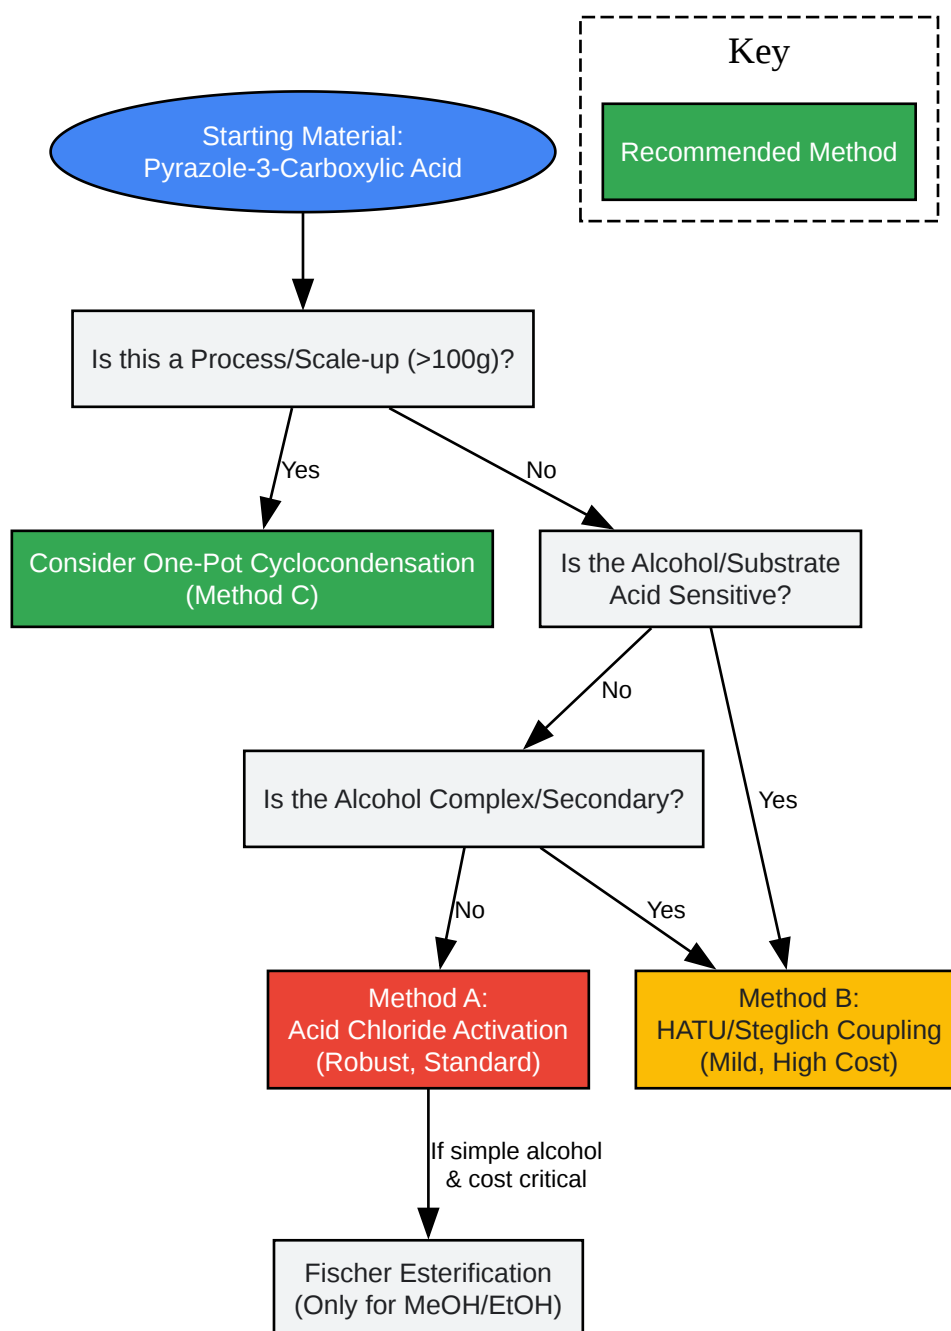 Key
Recommended Method
Starting Material:
Pyrazole-3-Carboxylic Acid
Is this a Process/Scale-up (>100g)?
Yes
No
Consider One-Pot Cyclocondensation
(Method C)
Is the Alcohol/Substrate
Acid Sensitive?
No
Yes
Is the Alcohol Complex/Secondary?
No
Yes
Method A:
Acid Chloride Activation
(Robust, Standard)
Method B:
HATU/Steglich Coupling
(Mild, High Cost)
If simple alcohol
& cost critical
Fischer Esterification
(Only for MeOH/EtOH)